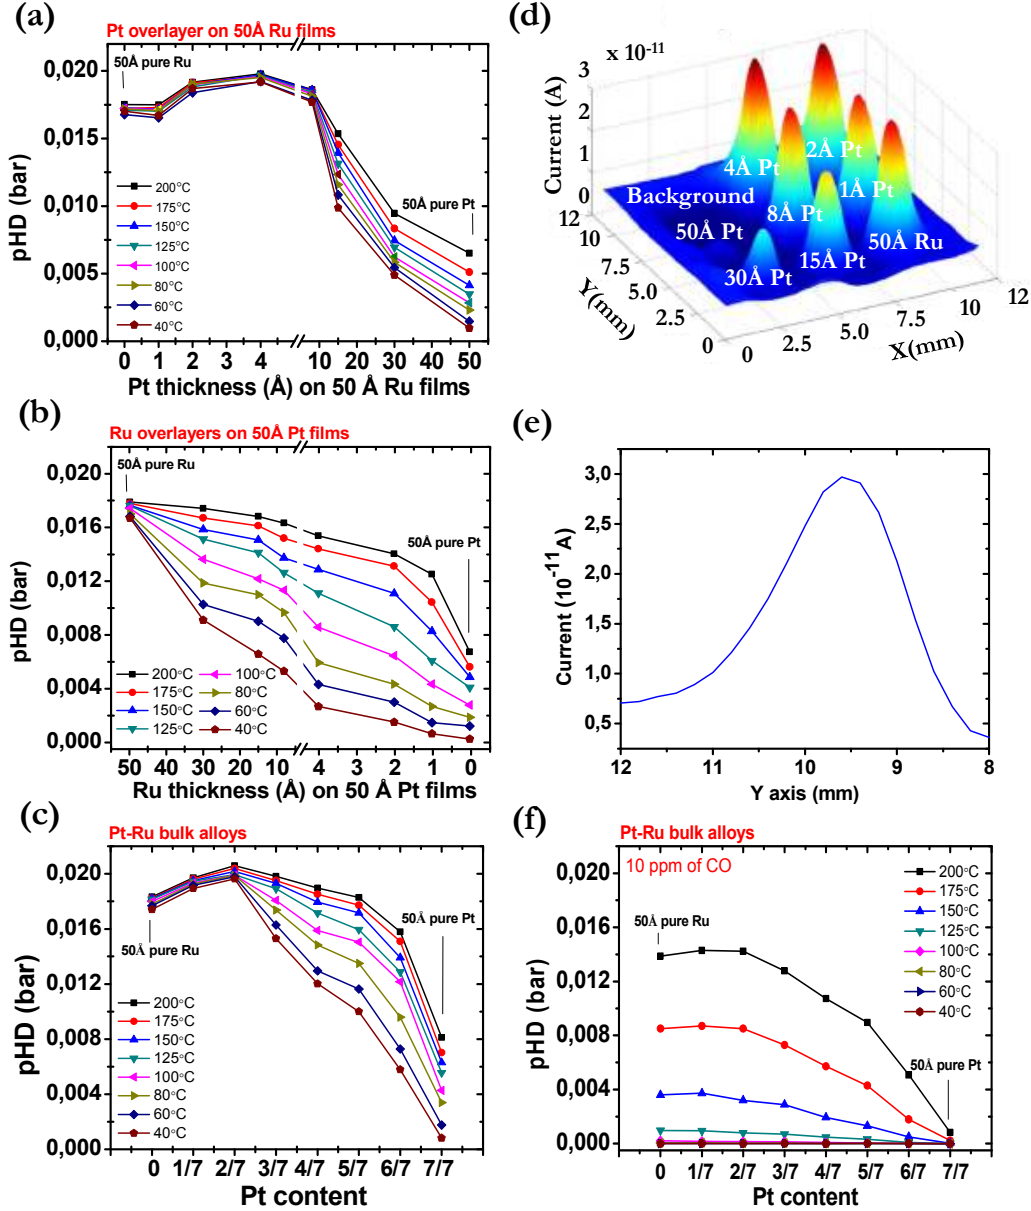 (a)
Pt overlayer on 50Å Ru films
50Å pure Ru
50Å pure Pt
0,020
0,015
0,010
0,005
0,000
pHD (bar)
200°C
175°C
150°C
125°C
100°C
80°C
60°C
40°C
0 1 2 4 10 20 30 40 50
Pt thickness (Å) on 50 Å Ru films
(d)
x 10-11
3
2
1
0
Current (A)
4Å Pt
2Å Pt
Background
8Å Pt
1Å Pt
50Å Pt
50Å Ru
30Å Pt
15Å Pt
12
10
7.5
5.0
2.5
0
Y(mm)
0 2.5 5.0 7.5 10 12
X(mm)
(b)
Ru overlayers on 50Å Pt films
50Å pure Ru
50Å pure Pt
0,020
0,016
0,012
0,008
0,004
0,000
pHD (bar)
200°C
175°C
150°C
125°C
100°C
80°C
60°C
40°C
50 40 30 20 10 4 2 1 0
Ru thickness (Å) on 50 Å Pt films
(e)
3,0
2,5
2,0
1,5
1,0
0,5
Current (10-11 A)
12 11 10 9 8
Y axis (mm)
(c)
Pt-Ru bulk alloys
50Å pure Ru
50Å pure Pt
0,020
0,016
0,012
0,008
0,004
0,000
pHD (bar)
200°C
175°C
150°C
125°C
100°C
80°C
60°C
40°C
0 1/7 2/7 3/7 4/7 5/7 6/7 7/7
Pt content
(f)
Pt-Ru bulk alloys
10 ppm of CO
50Å pure Ru
50Å pure Pt
0,020
0,016
0,012
0,008
0,004
0,000
pHD (bar)
200°C
175°C
150°C
125°C
100°C
80°C
60°C
40°C
0 1/7 2/7 3/7 4/7 5/7 6/7 7/7
Pt content